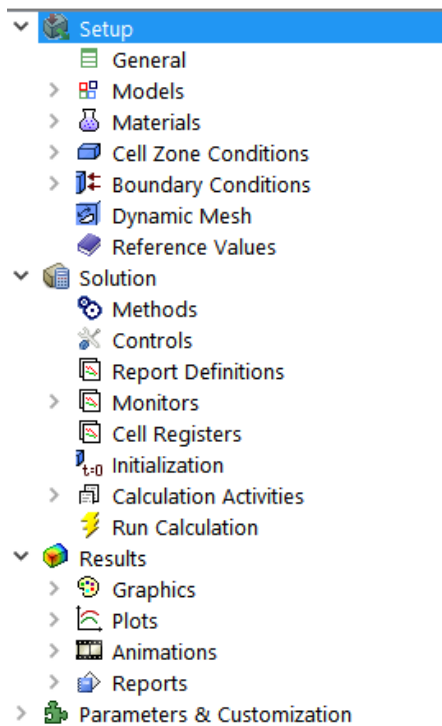 Setup
General
Models
Materials
Cell Zone Conditions
Boundary Conditions
Dynamic Mesh
Reference Values
Solution
Methods
Controls
Report Definitions
Monitors
Cell Registers
t=0 Initialization
Calculation Activities
Run Calculation
Results
Graphics
Plots
Animations
Reports
Parameters & Customization